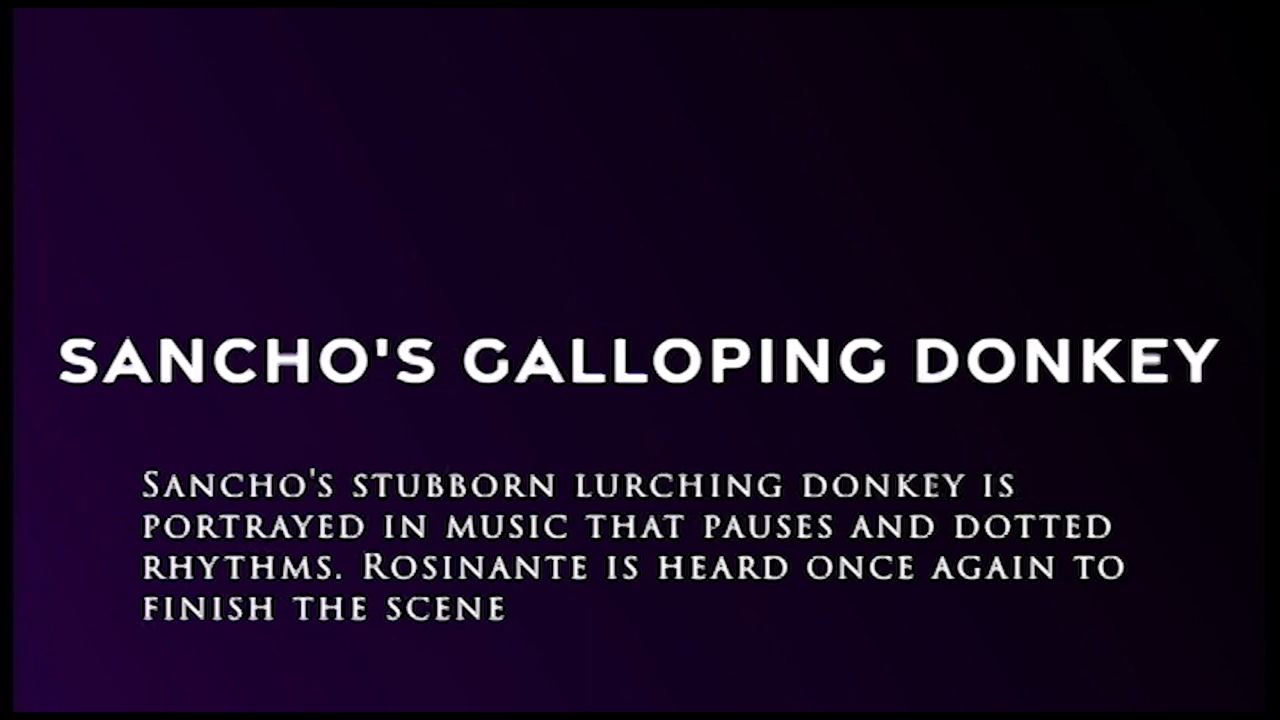 SANCHO'S GALLOPING DONKEY
SANCHO'S STUBBORN LURCHING DONKEY IS
PORTRAYED IN MUSIC THAT PAUSES AND DOTTED
RHYTHMS. ROSINANTE IS HEARD ONCE AGAIN TO
FINISH THE SCENE